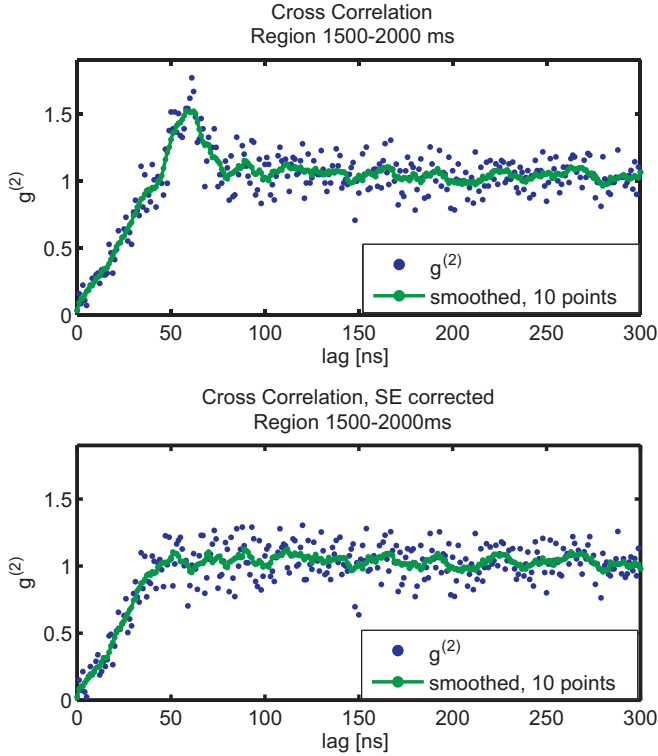 Cross Correlation
Region 1500-2000 ms
1.5
1
0.5
0
g(2)
g(2)
smoothed, 10 points
0 50 100 150 200 250 300
lag [ns]
Cross Correlation, SE corrected
Region 1500-2000ms
1.5
1
0.5
0
g(2)
g(2)
smoothed, 10 points
0 50 100 150 200 250 300
lag [ns]